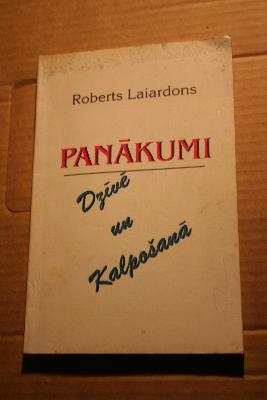 Roberts Laiardons
PANĀKUMI
Dzīvē
un
Kalpošanā